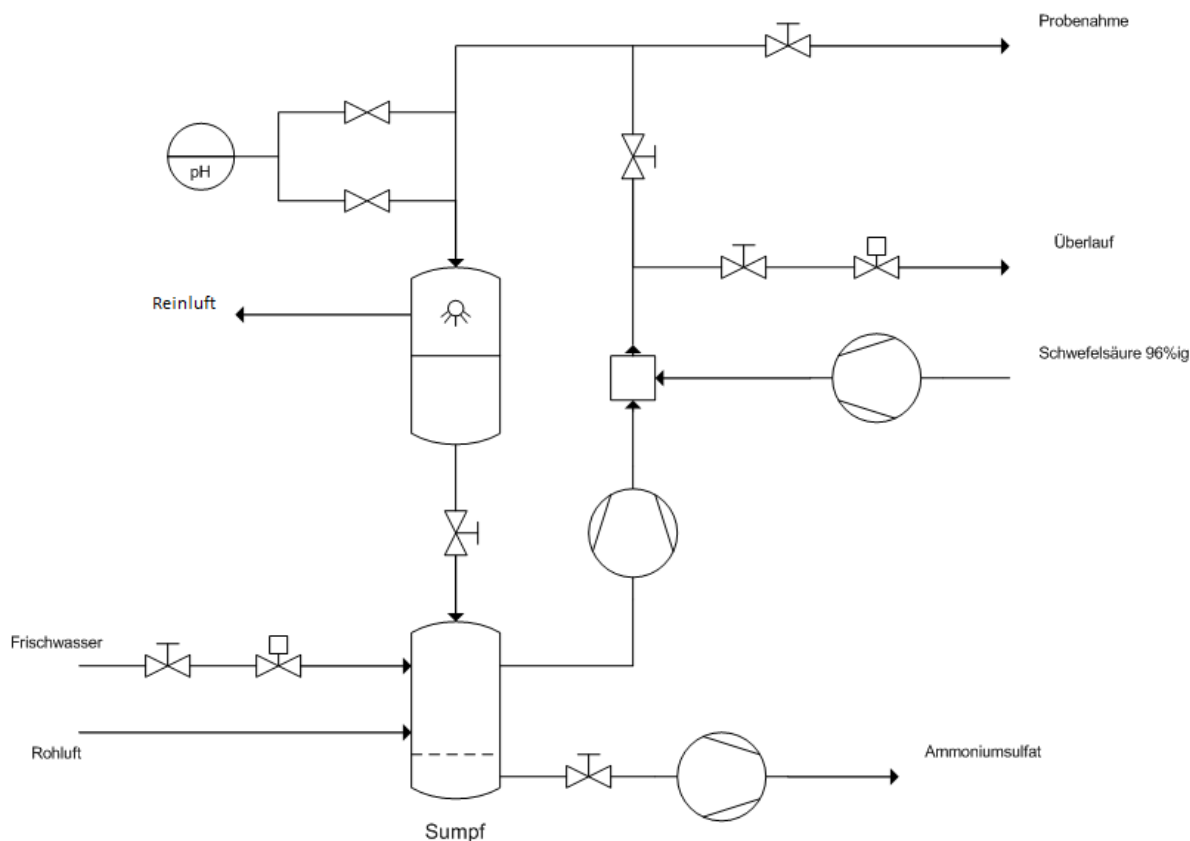 Probenahme
pH
Überlauf
Reinluft
Schwefelsäure 96%ig
Frischwasser
Rohluft
Ammoniumsulfat
Sumpf